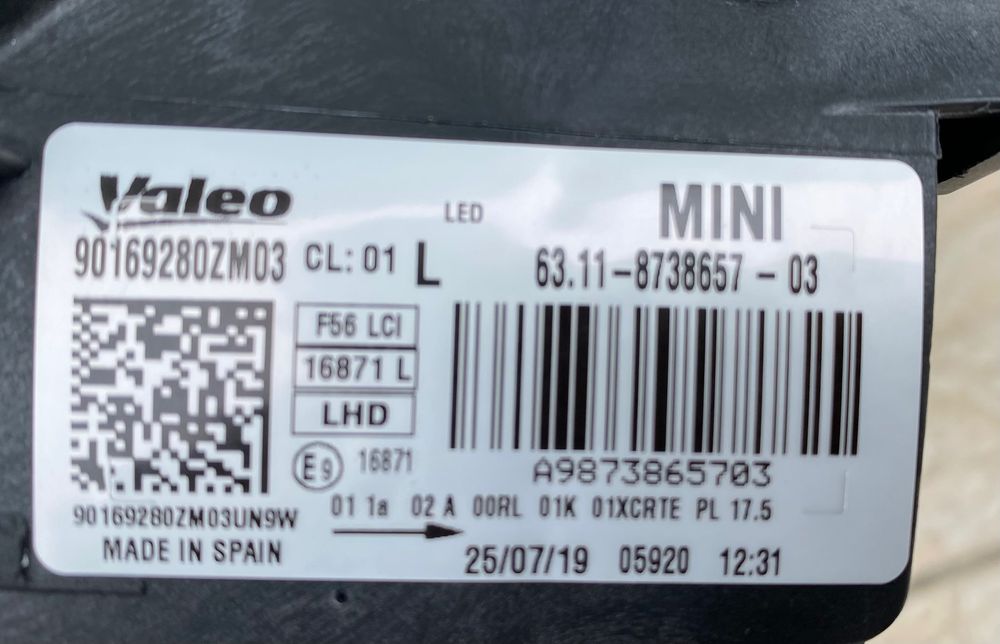 Valeo
LED
MINI
90169280ZM03 CL: 01 L
63.11-8738657-03
F56 LCI
16871 L
LHD
E9 16871
A9873865703
01 1a 02 A 00RL 01K 01XCRTE PL 17.5
90169280ZM03UN9W
MADE IN SPAIN
25/07/19 05920 12:31